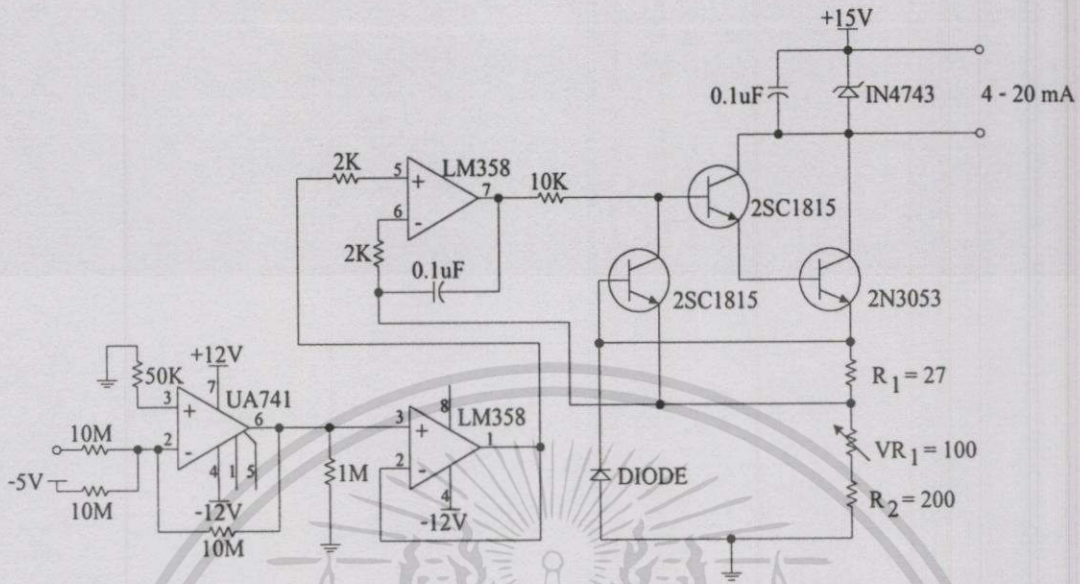 +15V
0.1uF
IN4743
4 - 20 mA
2K
5
+
LM358
7
10K
6
-
2SC1815
2K
0.1uF
2SC1815
2N3053
+12V
50K
7
UA741
R1 = 27
3
+
6
8
LM358
10M
3
+
1
VR1 = 100
2
-
-5V
4
1
5
1M
2
-
DIODE
10M
4
R2 = 200
-12V
-12V
10M